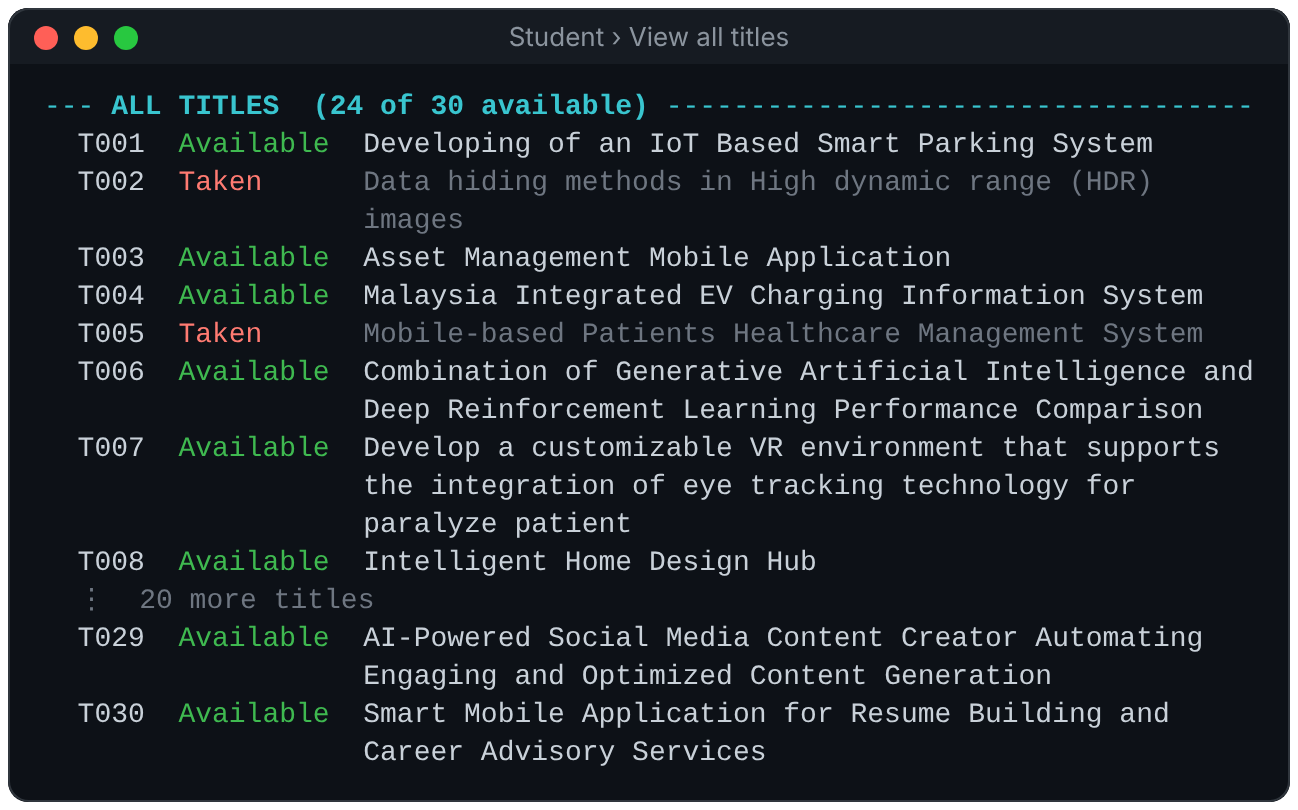 Student › View all titles
--- ALL TITLES  (24 of 30 available) -----------------------------------
T001  Available  Developing of an IoT Based Smart Parking System
T002  Taken      Data hiding methods in High dynamic range (HDR)
images
T003  Available  Asset Management Mobile Application
T004  Available  Malaysia Integrated EV Charging Information System
T005  Taken      Mobile-based Patients Healthcare Management System
T006  Available  Combination of Generative Artificial Intelligence and
Deep Reinforcement Learning Performance Comparison
T007  Available  Develop a customizable VR environment that supports
the integration of eye tracking technology for
paralyze patient
T008  Available  Intelligent Home Design Hub
⋮  20 more titles
T029  Available  AI-Powered Social Media Content Creator Automating
Engaging and Optimized Content Generation
T030  Available  Smart Mobile Application for Resume Building and
Career Advisory Services